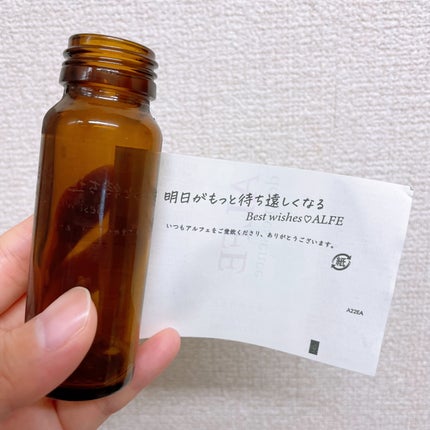 明日がもっと待ち遠しくなる
Best wishes♡ALFE
いつもアルフェをご愛飲くださり、ありがとうございます。
紙
A22EA